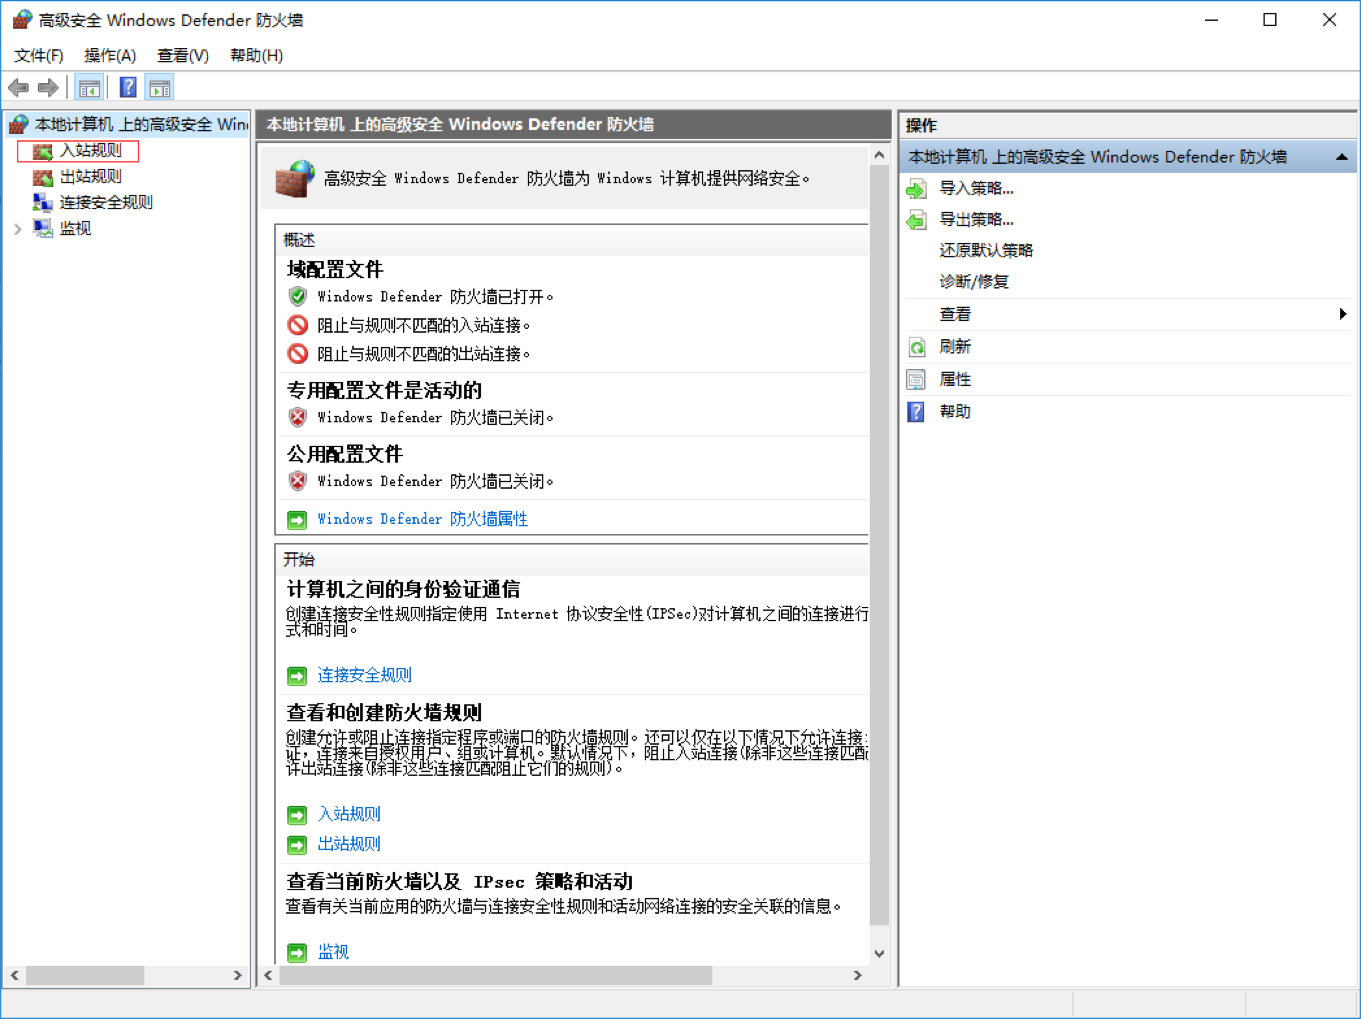 高级安全 Windows Defender 防火墙
文件(F) 操作(A) 查看(V) 帮助(H)
本地计算机 上的高级安全 Win
入站规则
出站规则
连接安全规则
监视
本地计算机 上的高级安全 Windows Defender 防火墙
高级安全 Windows Defender 防火墙为 Windows 计算机提供网络安全。
概述
域配置文件
Windows Defender 防火墙已打开。
阻止与规则不匹配的入站连接。
阻止与规则不匹配的出站连接。
专用配置文件是活动的
Windows Defender 防火墙已关闭。
公用配置文件
Windows Defender 防火墙已关闭。
Windows Defender 防火墙属性
开始
计算机之间的身份验证通信
创建连接安全性规则指定使用 Internet 协议安全性(IPSec)对计算机之间的连接进行
式和时间。
连接安全规则
查看和创建防火墙规则
创建允许或阻止连接指定程序或端口的防火墙规则。还可以仅在以下情况下允许连接:
证，连接来自授权用户、组或计算机。默认情况下，阻止入站连接(除非这些连接匹配
许出站连接(除非这些连接匹配阻止它们的规则)。
入站规则
出站规则
查看当前防火墙以及 IPsec 策略和活动
查看有关当前应用的防火墙与连接安全性规则和活动网络连接的安全关联的信息。
监视
操作
本地计算机 上的高级安全 Windows Defender 防火墙
导入策略...
导出策略...
还原默认策略
诊断/修复
查看
刷新
属性
帮助